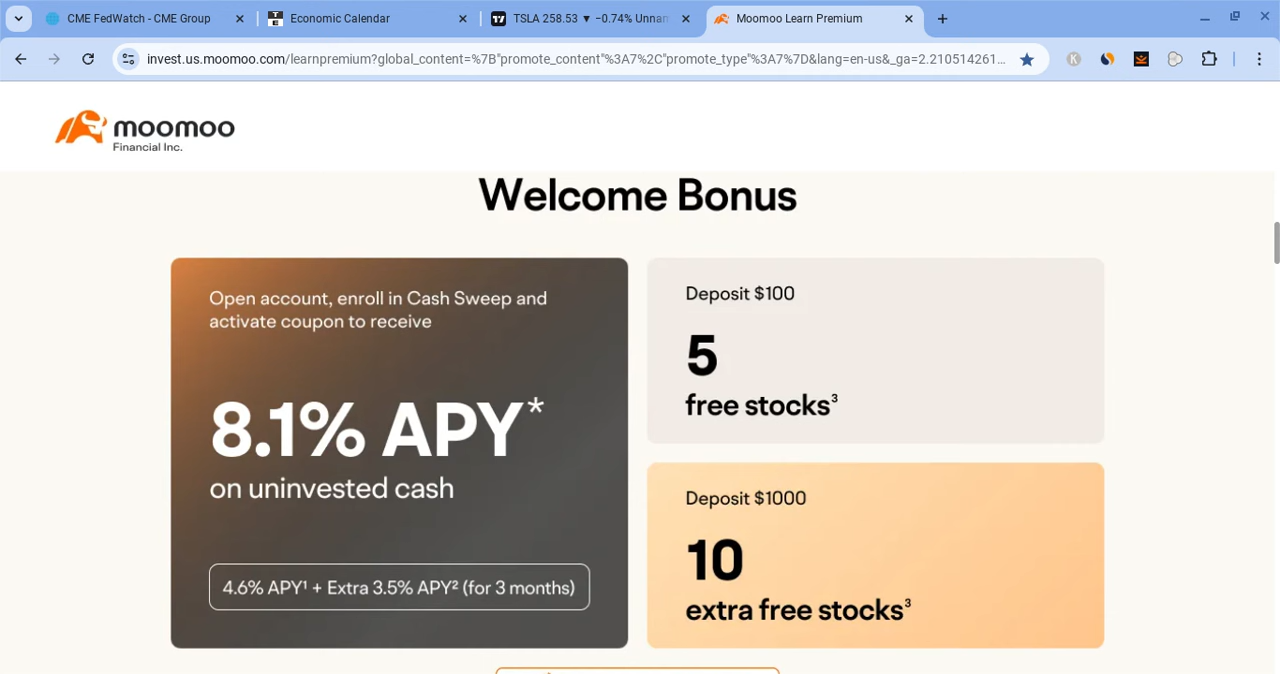 CME FedWatch - CME Group
Economic Calendar
TSLA 258.53 ▼ −0.74% Unnam
Moomoo Learn Premium
invest.us.moomoo.com/learnpremium?global_content=%7B"promote_content"%3A7%2C"promote_type"%3A7%7D&lang=en-us&_ga=2.210514261...
moomoo
Financial Inc.
Welcome Bonus
Open account, enroll in Cash Sweep and
activate coupon to receive
8.1% APY*
on uninvested cash
4.6% APY¹ + Extra 3.5% APY² (for 3 months)
Deposit $100
5
free stocks³
Deposit $1000
10
extra free stocks³